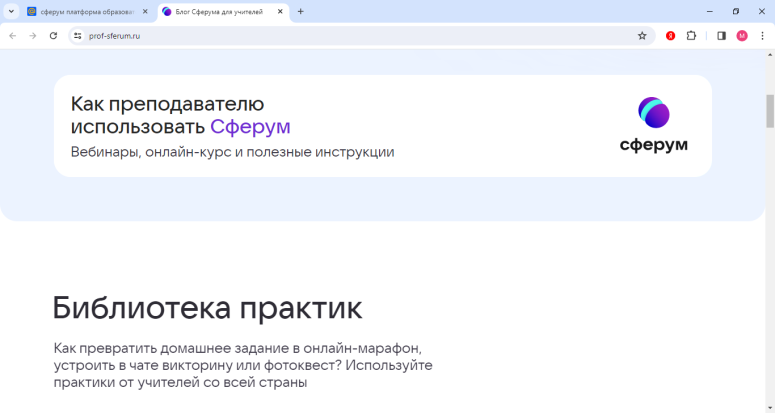 сферум платформа образоват
Блог Сферума для учителей
prof-sferum.ru
Я
M
Как преподавателю
использовать Сферум
Вебинары, онлайн-курс и полезные инструкции
сферум
Библиотека практик
Как превратить домашнее задание в онлайн-марафон,
устроить в чате викторину или фотоквест? Используйте
практики от учителей со всей страны